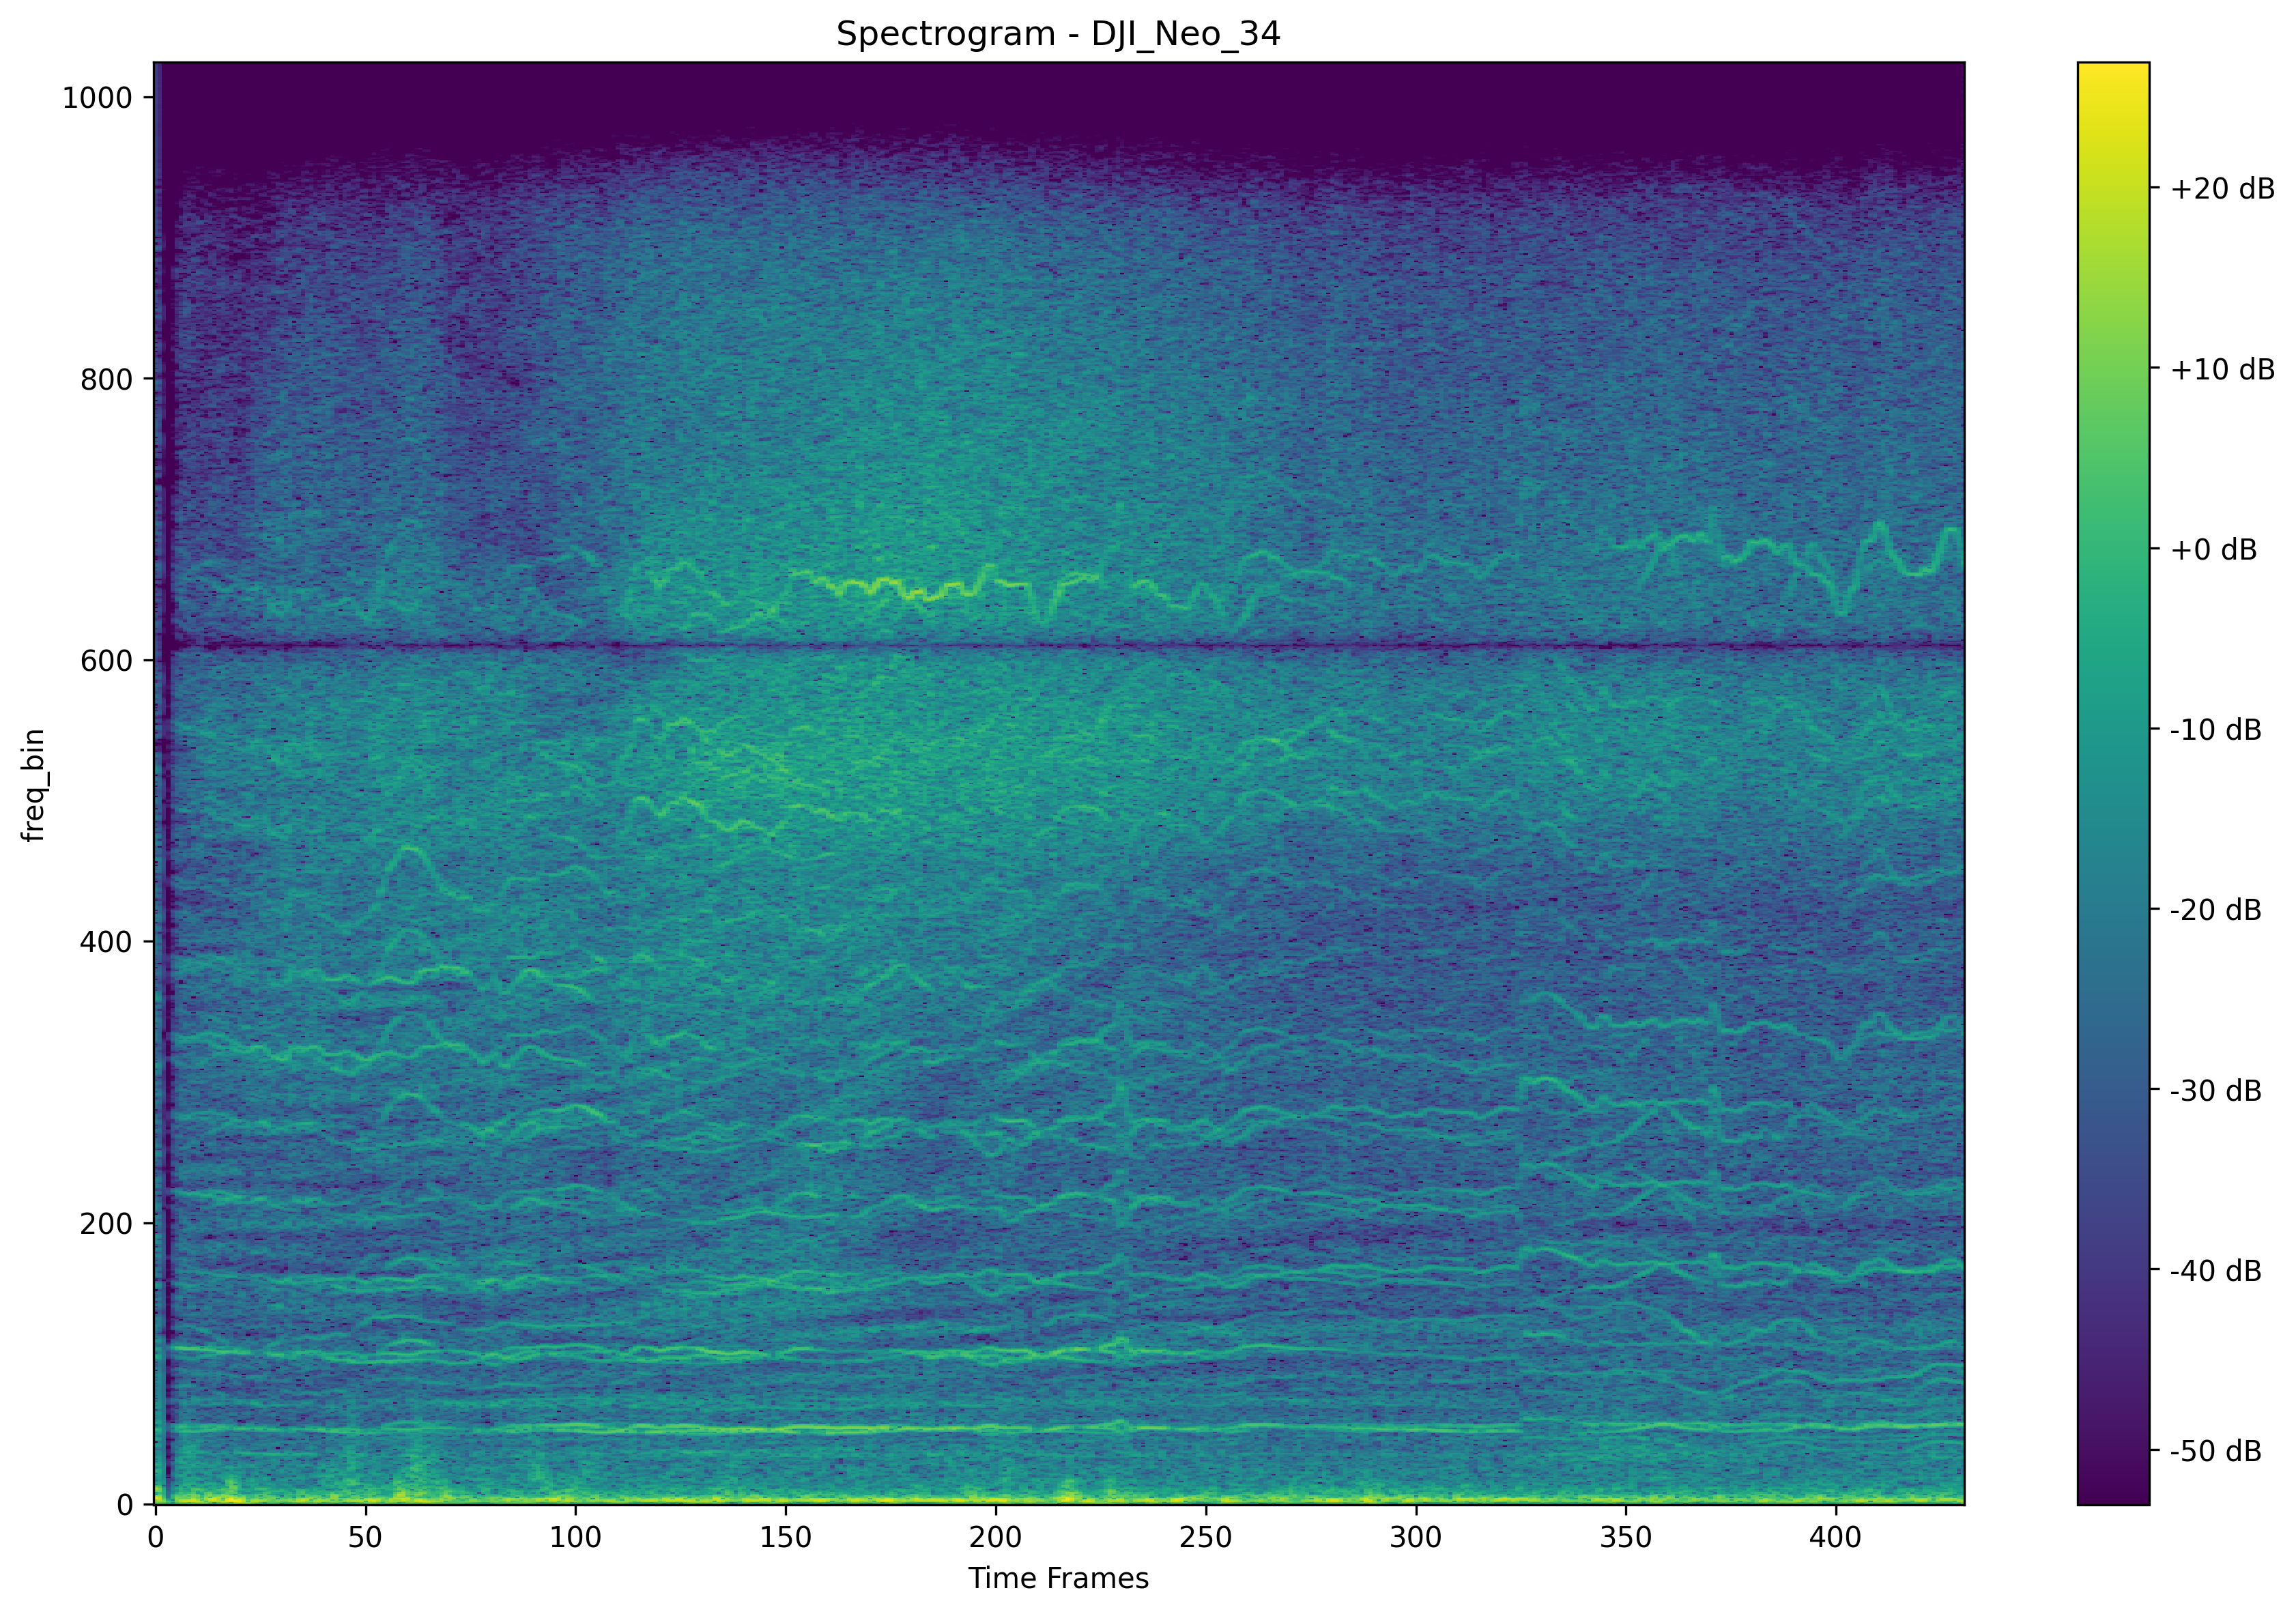 Spectrogram - DJI_Neo_34
1000
800
600
400
200
0
freq_bin
0 50 100 150 200 250 300 350 400
Time Frames
+20 dB
+10 dB
+0 dB
-10 dB
-20 dB
-30 dB
-40 dB
-50 dB